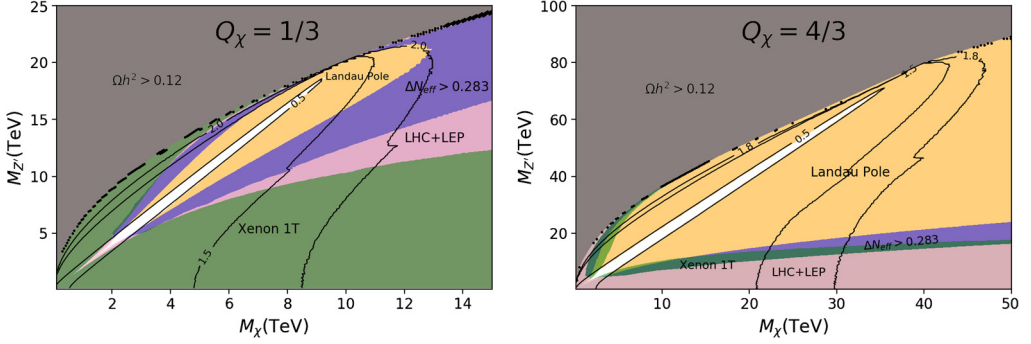 Q_χ = 1/3
25
20
15
10
5
M_Z'(TeV)
Ωh² > 0.12
2.0
Landau Pole
0.5
ΔN_eff > 0.283
2.0
LHC+LEP
Xenon 1T
1.5
2 4 6 8 10 12 14
M_χ(TeV)
Q_χ = 4/3
100
80
60
40
20
M_Z'(TeV)
Ωh² > 0.12
1.5
1.8
0.5
1.8
Landau Pole
ΔN_eff > 0.283
Xenon 1T
LHC+LEP
10 20 30 40 50
M_χ(TeV)